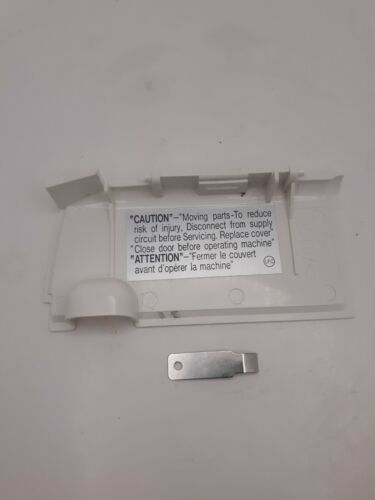 "CAUTION"-"Moving parts-To reduce
risk of injury, Disconnect from supply
circuit before Servicing. Replace cover"
"Close door before operating machine"
"ATTENTION"-"Fermer le couvert
avant d'opérer la machine"